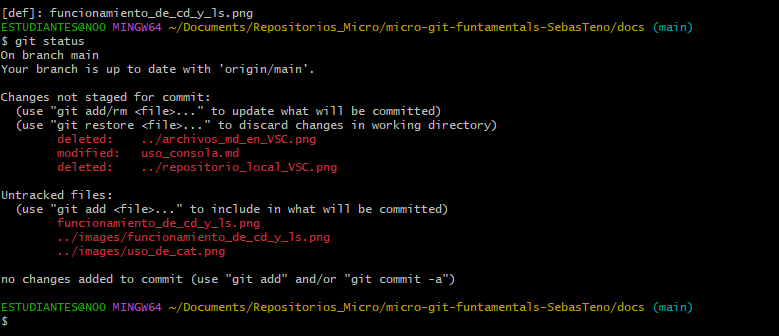 [def]: funcionamiento_de_cd_y_ls.png
ESTUDIANTES@NOO MINGW64 ~/Documents/Repositorios_Micro/micro-git-funtamentals-SebasTeno/docs (main)
$ git status
On branch main
Your branch is up to date with 'origin/main'.

Changes not staged for commit:
  (use "git add/rm <file>..." to update what will be committed)
  (use "git restore <file>..." to discard changes in working directory)
        deleted:    ../archivos_md_en_VSC.png
        modified:   uso_consola.md
        deleted:    ../repositorio_local_VSC.png

Untracked files:
  (use "git add <file>..." to include in what will be committed)
        funcionamiento_de_cd_y_ls.png
        ../images/funcionamiento_de_cd_y_ls.png
        ../images/uso_de_cat.png

no changes added to commit (use "git add" and/or "git commit -a")

ESTUDIANTES@NOO MINGW64 ~/Documents/Repositorios_Micro/micro-git-funtamentals-SebasTeno/docs (main)
$